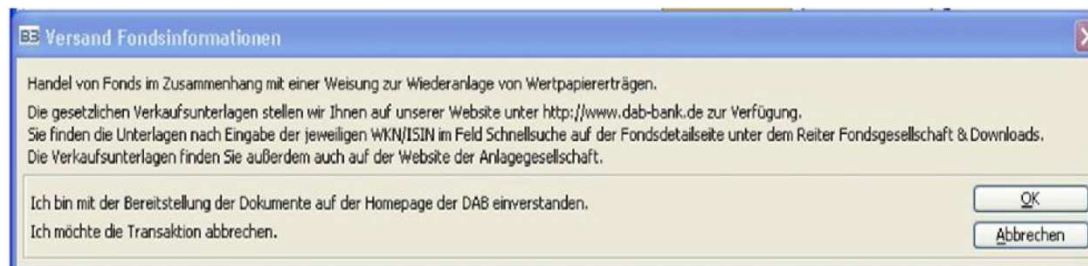 B3 Versand Fondsinformationen
Handel von Fonds im Zusammenhang mit einer Weisung zur Wiederanlage von Wertpapiererträgen.
Die gesetzlichen Verkaufsunterlagen stellen wir Ihnen auf unserer Website unter http://www.dab-bank.de zur Verfügung.
Sie finden die Unterlagen nach Eingabe der jeweiligen WKN/ISIN im Feld Schnellsuche auf der Fondsdetailseite unter dem Reiter Fondsgesellschaft & Downloads.
Die Verkaufsunterlagen finden Sie außerdem auch auf der Website der Anlagegesellschaft.
Ich bin mit der Bereitstellung der Dokumente auf der Homepage der DAB einverstanden.
OK
Ich möchte die Transaktion abbrechen.
Abbrechen